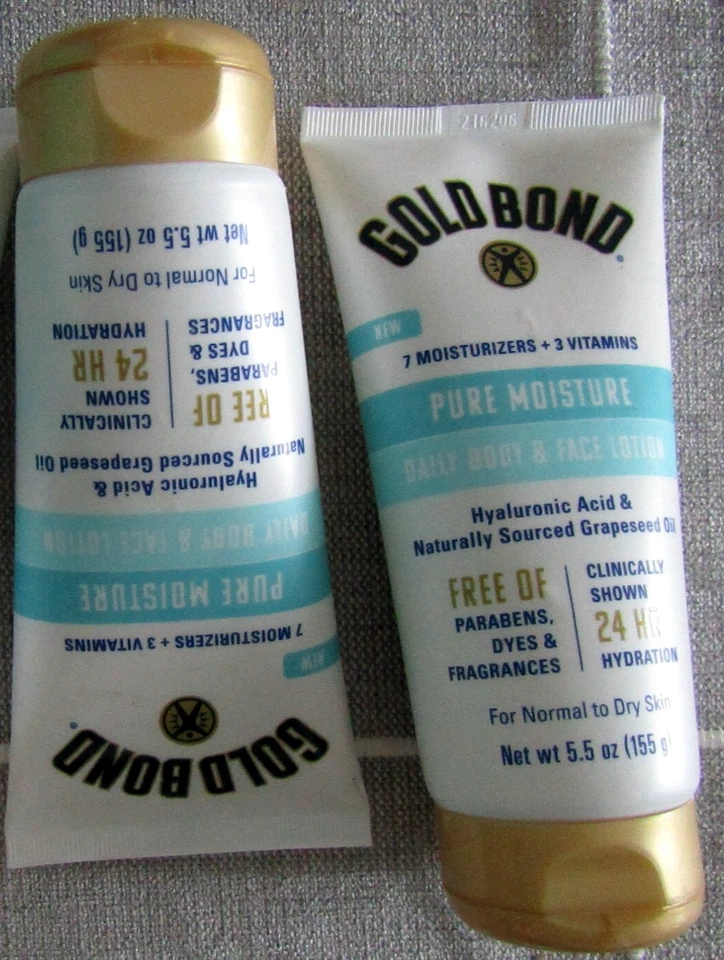 Net wt 5.5 oz (155 g)
For Normal to Dry Skin
REE OF
PARABENS,
DYES &
FRAGRANCES
CLINICALLY
SHOWN
24 HR
HYDRATION
Hyaluronic Acid &
Naturally Sourced Grapeseed Oil
DAILY BODY & FACE LOTION
PURE MOISTURE
7 MOISTURIZERS + 3 VITAMINS
NEW
GOLD BOND
GOLD BOND
NEW
7 MOISTURIZERS + 3 VITAMINS
PURE MOISTURE
DAILY BODY & FACE LOTION
Hyaluronic Acid &
Naturally Sourced Grapeseed Oil
FREE OF
PARABENS,
DYES &
FRAGRANCES
CLINICALLY
SHOWN
24 HR
HYDRATION
For Normal to Dry Skin
Net wt 5.5 oz (155 g)